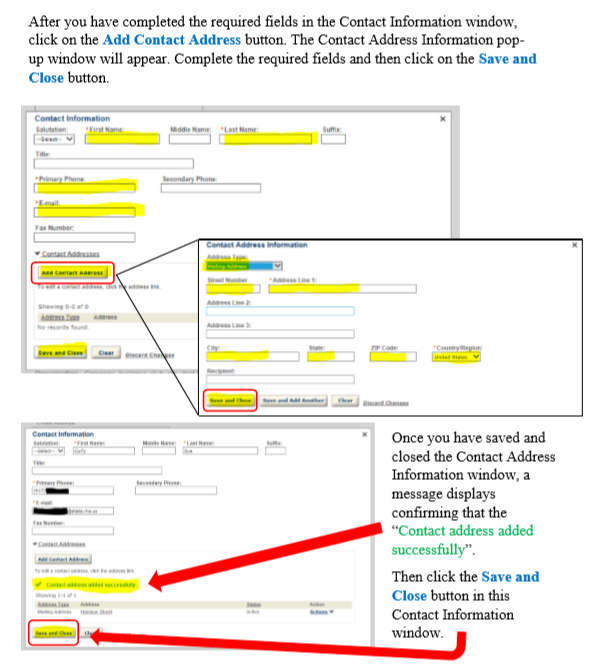 After you have completed the required fields in the Contact Information window,
click on the Add Contact Address button. The Contact Address Information pop-
up window will appear. Complete the required fields and then click on the Save and
Close button.
Contact Information
Salutation: *First Name: Middle Name: *Last Name: Suffix:
--Select--
Title:
*Primary Phone: Secondary Phone:
*E-mail:
Fax Number:
Contact Addresses
Add Contact Address
To edit a contact address, click the address link.
Showing 0-0 of 0
Address Type Address
No records found.
Save and Close Clear Discard Changes
Contact Address Information
Address Type:
Mailing Address
Street Number *Address Line 1:
Address Line 2:
Address Line 3:
City: State: ZIP Code: *Country/Region:
United States
Recipient:
Save and Close Save and Add Another Clear Discard Changes
Contact Information
Salutation: *First Name: Middle Name: *Last Name: Suffix:
--Select--
Title:
*Primary Phone: Secondary Phone:
*E-mail:
Fax Number:
Contact Addresses
Add Contact Address
To edit a contact address, click the address link.
Contact address added successfully.
Showing 1-1 of 1
Address Type Address Status Action
Mailing Address Street Active Actions
Save and Close
Once you have saved and
closed the Contact Address
Information window, a
message displays
confirming that the
“Contact address added
successfully”.
Then click the Save and
Close button in this
Contact Information
window.